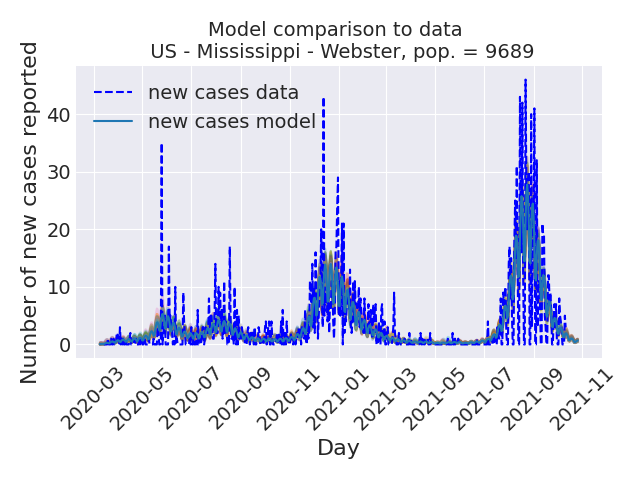 Model comparison to data
US - Mississippi - Webster, pop. = 9689
Number of new cases reported
new cases data
new cases model
40
30
20
10
0
2020-03
2020-05
2020-07
2020-09
2020-11
2021-01
2021-03
2021-05
2021-07
2021-09
2021-11
Day